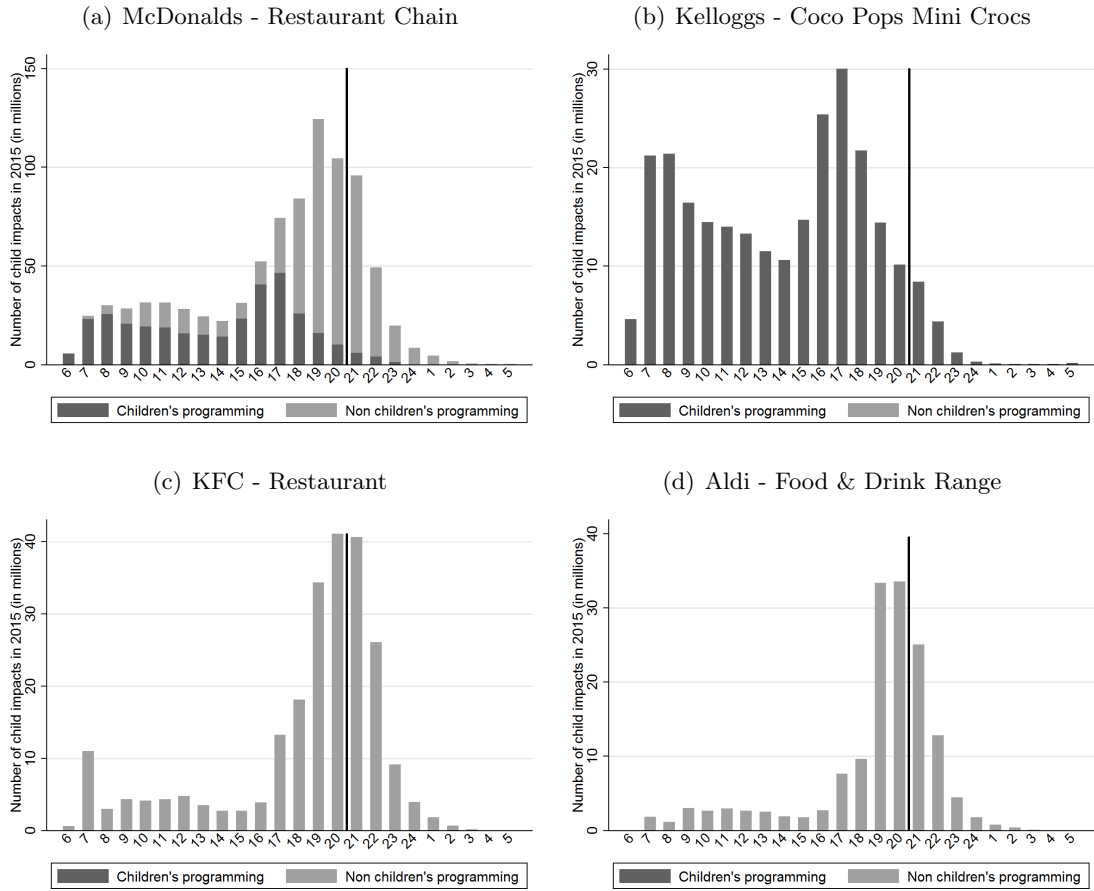 (a) McDonalds - Restaurant Chain
Number of child impacts in 2015 (in millions)
150
100
50
0
6 7 8 9 10 11 12 13 14 15 16 17 18 19 20 21 22 23 24 1 2 3 4 5
Children's programming Non children's programming
(b) Kelloggs - Coco Pops Mini Crocs
Number of child impacts in 2015 (in millions)
30
20
10
0
6 7 8 9 10 11 12 13 14 15 16 17 18 19 20 21 22 23 24 1 2 3 4 5
Children's programming Non children's programming
(c) KFC - Restaurant
Number of child impacts in 2015 (in millions)
40
30
20
10
0
6 7 8 9 10 11 12 13 14 15 16 17 18 19 20 21 22 23 24 1 2 3 4 5
Children's programming Non children's programming
(d) Aldi - Food & Drink Range
Number of child impacts in 2015 (in millions)
40
30
20
10
0
6 7 8 9 10 11 12 13 14 15 16 17 18 19 20 21 22 23 24 1 2 3 4 5
Children's programming Non children's programming